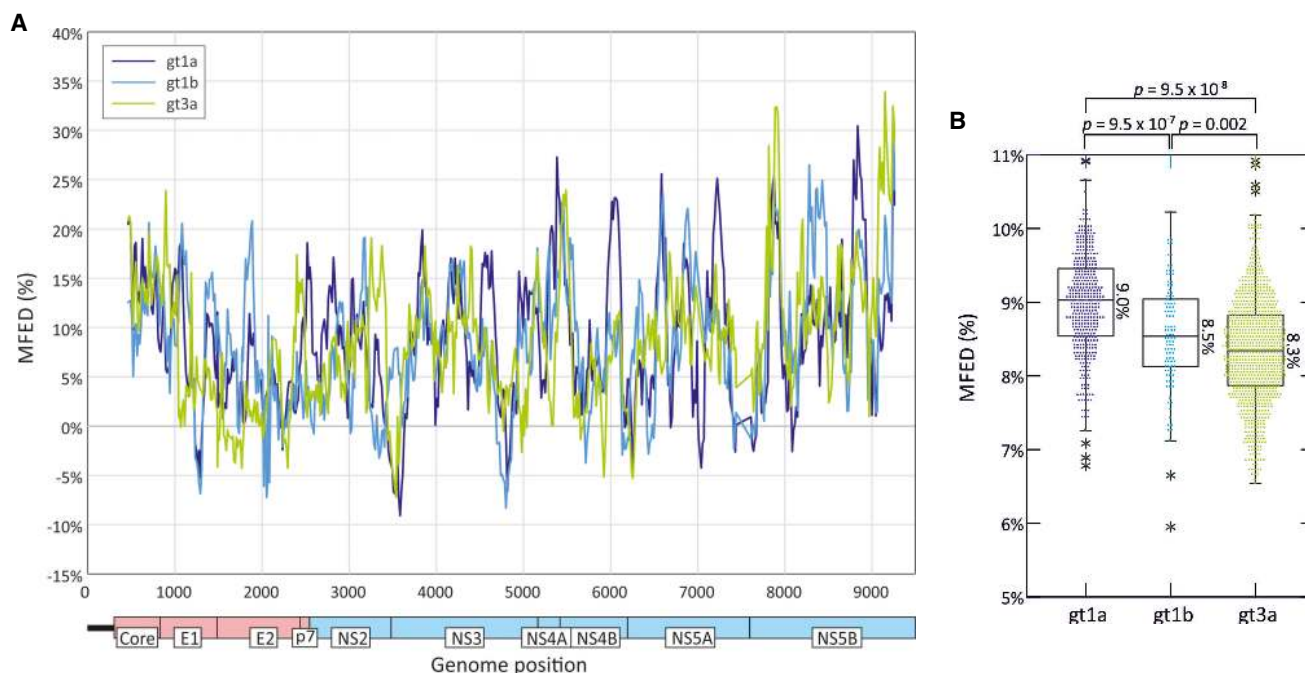 A
40%
35%
30%
25%
20%
15%
10%
5%
0%
-5%
-10%
-15%
MFED (%)
gt1a
gt1b
gt3a
0 1000 2000 3000 4000 5000 6000 7000 8000 9000
Core E1 E2 p7 NS2 NS3 NS4A NS4B NS5A NS5B
Genome position
B
p = 9.5 x 10 8
p = 9.5 x 10 7 p = 0.002
11%
10%
9%
8%
7%
6%
5%
MFED (%)
9.0%
8.5%
8.3%
gt1a gt1b gt3a